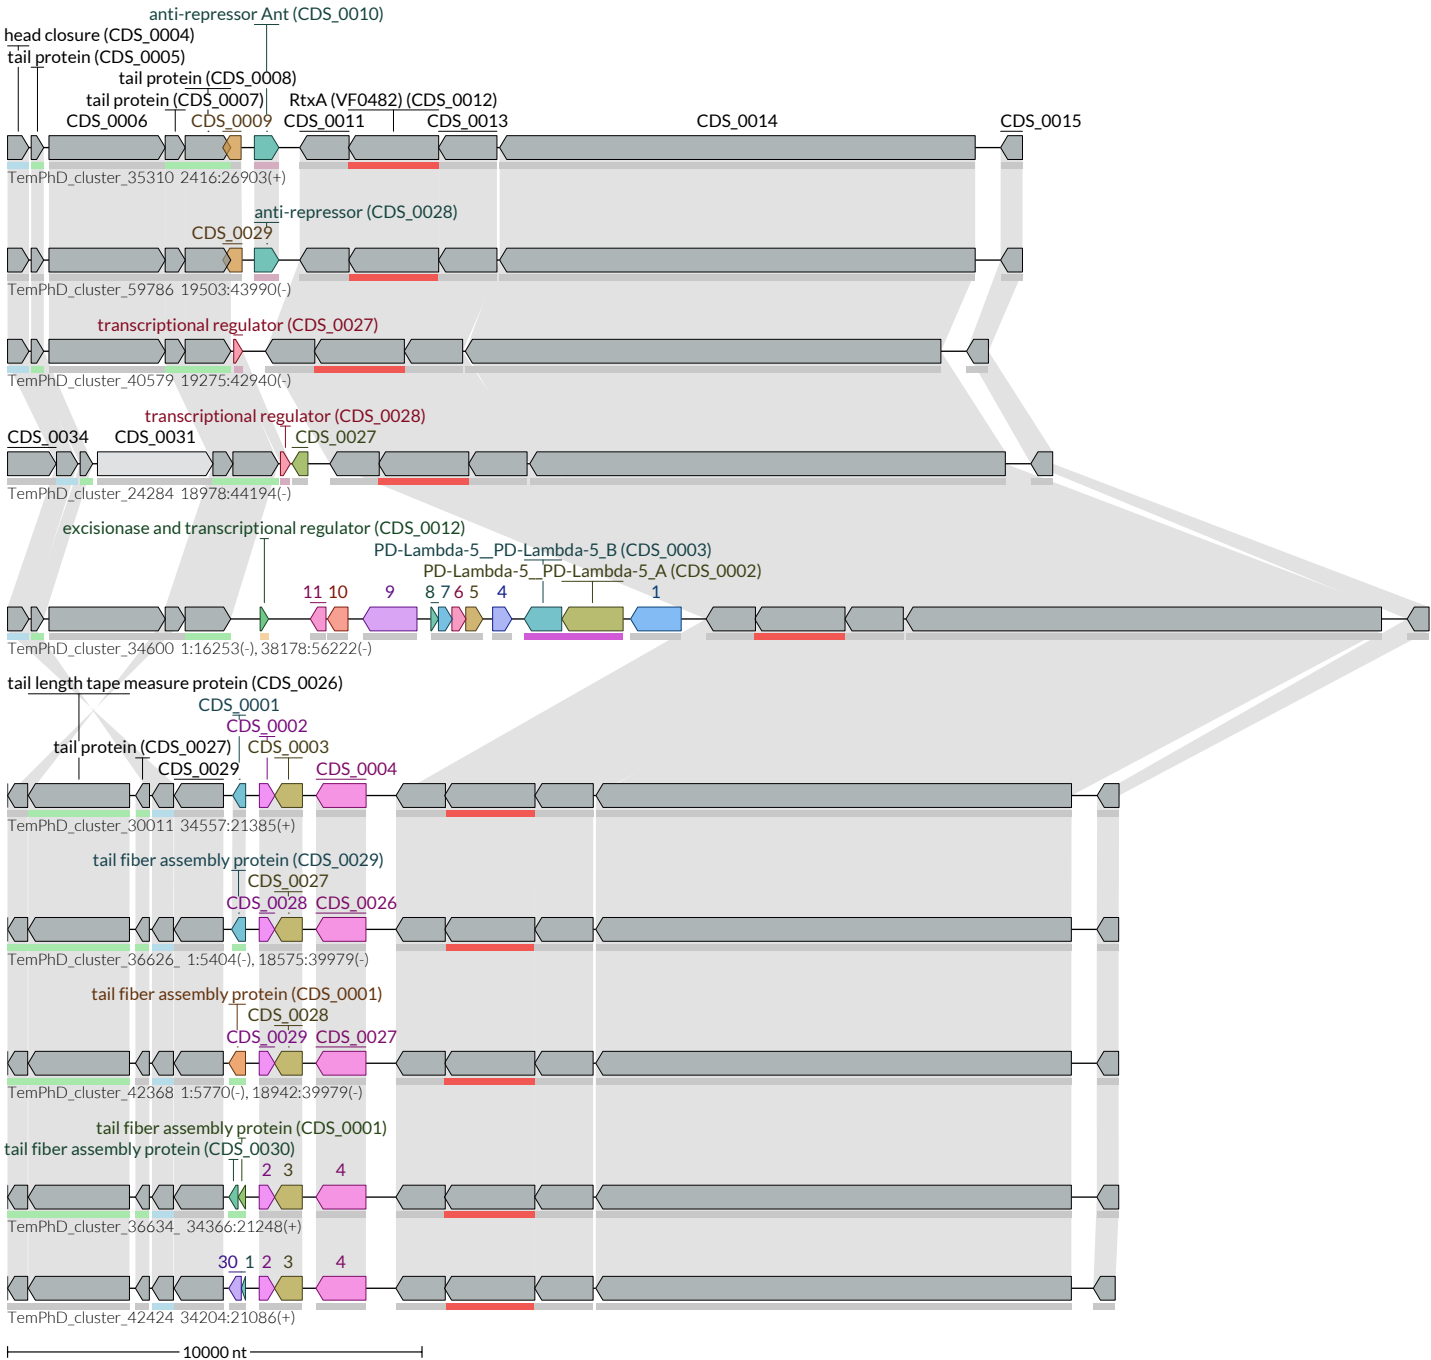 anti-repressor Ant (CDS_0010)
head closure (CDS_0004)
tail protein (CDS_0005)
tail protein (CDS_0008)
tail protein (CDS_0007) RtxA (VF0482) (CDS_0012)
CDS_0006 CDS_0009 CDS_0011 CDS_0013 CDS_0014 CDS_0015
TemPhD_cluster_35310 2416:26903(+)
anti-repressor (CDS_0028)
CDS_0029
TemPhD_cluster_59786 19503:43990(-)
transcriptional regulator (CDS_0027)
TemPhD_cluster_40579 19275:42940(-)
transcriptional regulator (CDS_0028)
CDS_0034 CDS_0031 CDS_0027
TemPhD_cluster_24284 18978:44194(-)
excisionase and transcriptional regulator (CDS_0012)
PD-Lambda-5__PD-Lambda-5_B (CDS_0003)
PD-Lambda-5__PD-Lambda-5_A (CDS_0002)
11 10 9 8 7 6 5 4 1
TemPhD_cluster_34600 1:16253(-), 38178:56222(-)
tail length tape measure protein (CDS_0026)
CDS_0001
CDS_0002
tail protein (CDS_0027) CDS_0003
CDS_0029 CDS_0004
TemPhD_cluster_30011 34557:21385(+)
tail fiber assembly protein (CDS_0029)
CDS_0027
CDS_0028 CDS_0026
TemPhD_cluster_36626_ 1:5404(-), 18575:39979(-)
tail fiber assembly protein (CDS_0001)
CDS_0028
CDS_0029 CDS_0027
TemPhD_cluster_42368 1:5770(-), 18942:39979(-)
tail fiber assembly protein (CDS_0001)
tail fiber assembly protein (CDS_0030)
2 3 4
TemPhD_cluster_36634_ 34366:21248(+)
30 1 2 3 4
TemPhD_cluster_42424 34204:21086(+)
10000 nt